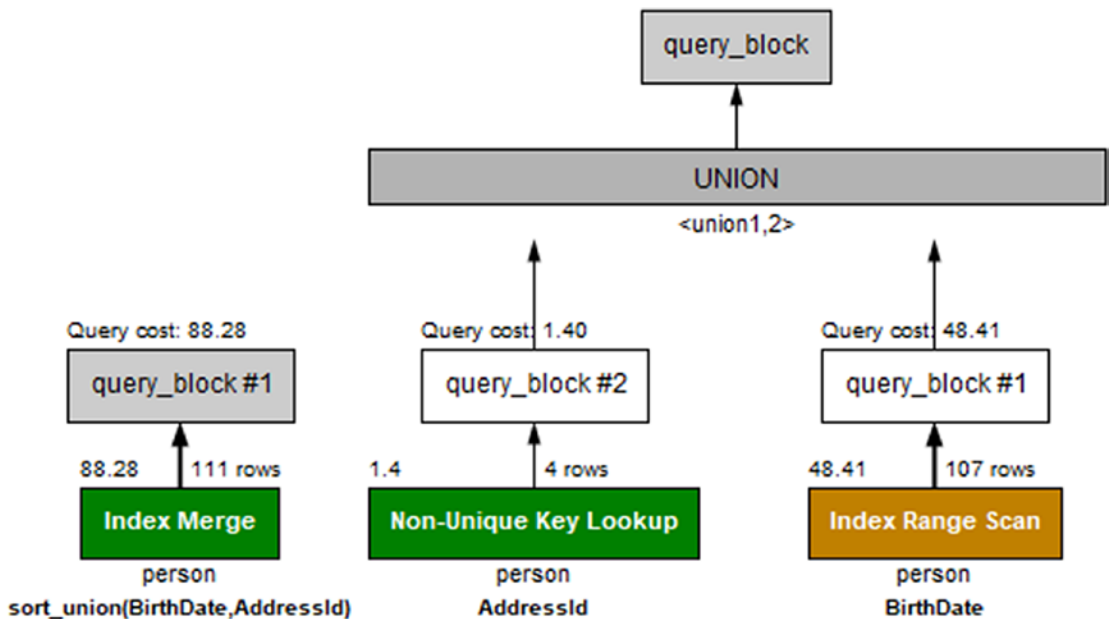 query_block
UNION
<union1,2>
Query cost: 88.28
query_block #1
88.28 111 rows
Index Merge
person
sort_union(BirthDate,AddressId)
Query cost: 1.40
query_block #2
1.4 4 rows
Non-Unique Key Lookup
person
AddressId
Query cost: 48.41
query_block #1
48.41 107 rows
Index Range Scan
person
BirthDate